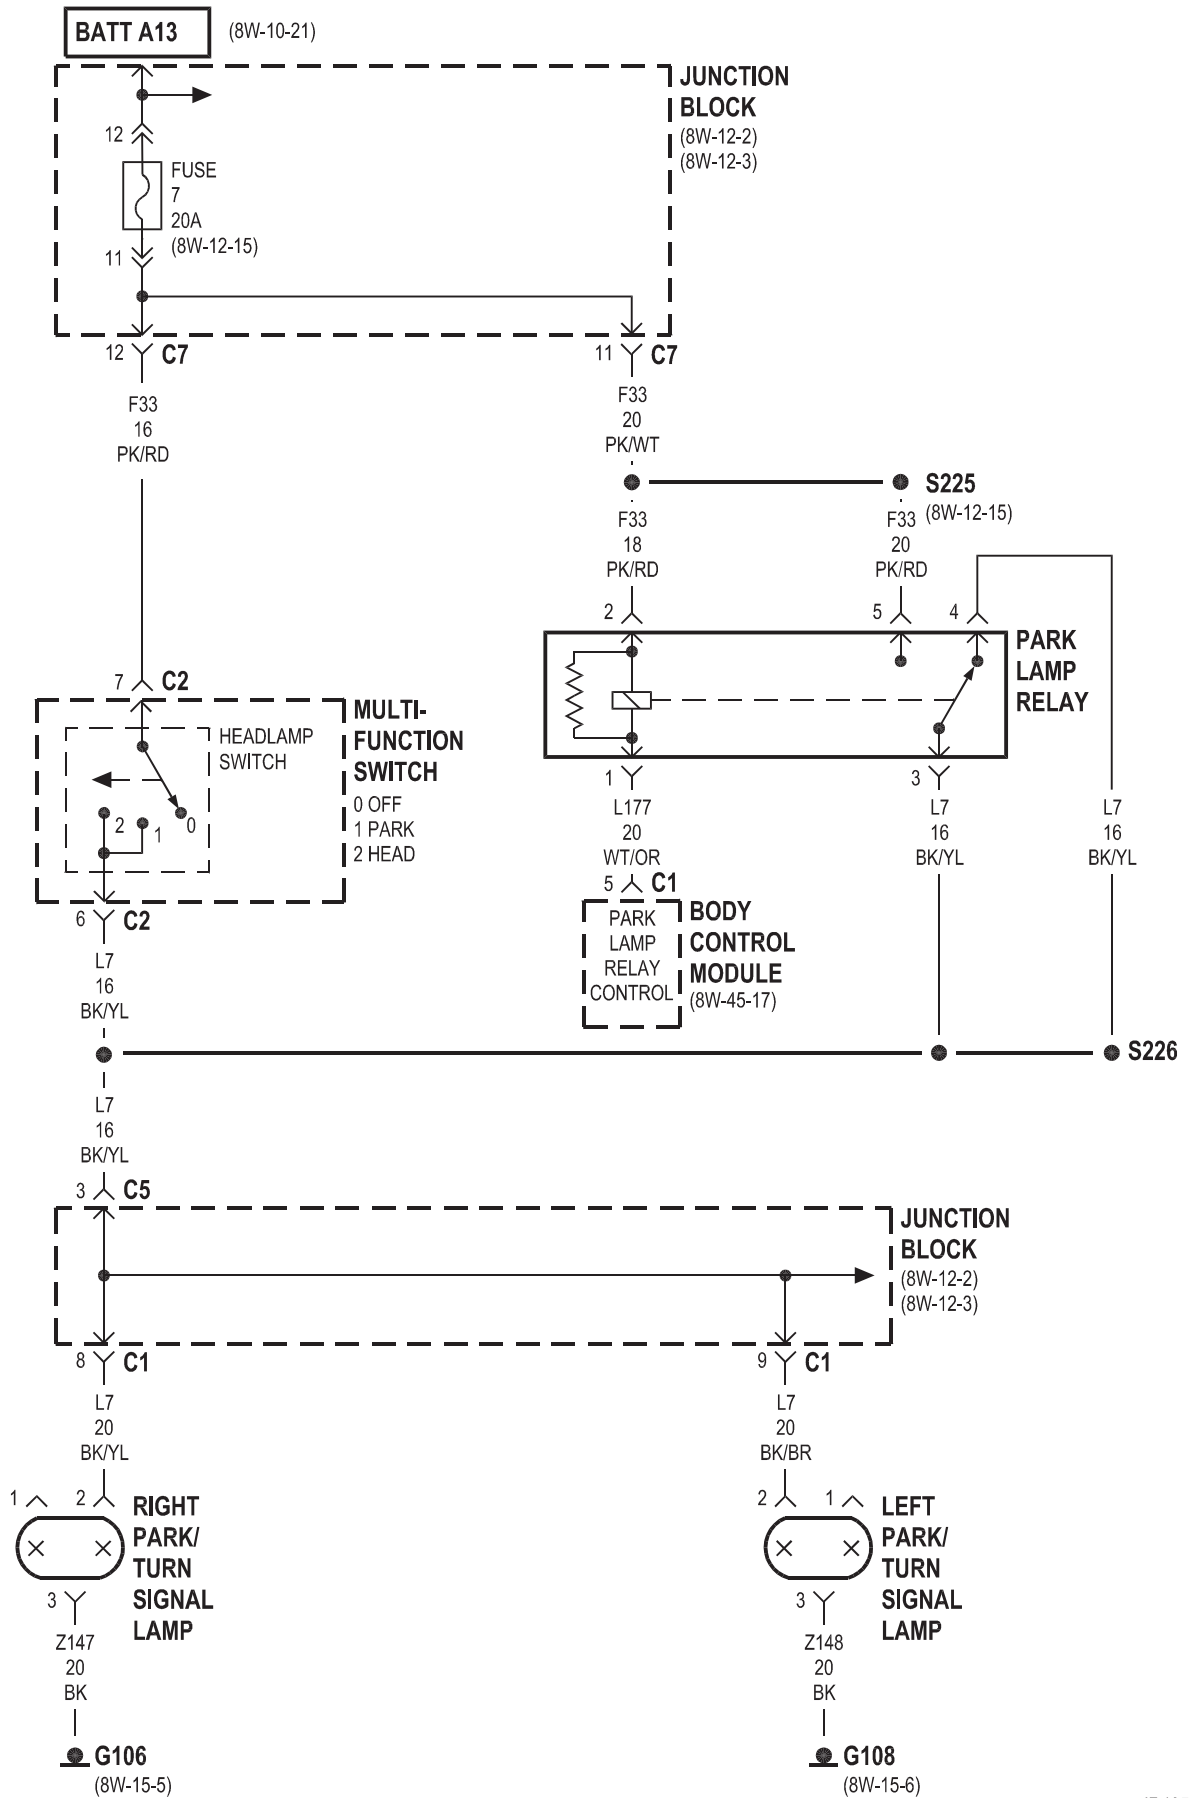 BATT A13 (8W-10-21)
JUNCTION
BLOCK
(8W-12-2)
(8W-12-3)
12
FUSE
7
20A
(8W-12-15)
11
12 C7
11 C7
F33
16
PK/RD
F33
20
PK/WT
S225
(8W-12-15)
F33
18
PK/RD
F33
20
PK/RD
2
5
4
PARK
LAMP
RELAY
7 C2
HEADLAMP
SWITCH
MULTI-
FUNCTION
SWITCH
0 OFF
1 PARK
2 HEAD
2
1
0
1
3
L177
20
WT/OR
L7
16
BK/YL
L7
16
BK/YL
5 C1
PARK
LAMP
RELAY
CONTROL
BODY
CONTROL
MODULE
(8W-45-17)
6 C2
L7
16
BK/YL
S226
L7
16
BK/YL
3 C5
JUNCTION
BLOCK
(8W-12-2)
(8W-12-3)
8 C1
9 C1
L7
20
BK/YL
L7
20
BK/BR
1
2
RIGHT
PARK/
TURN
SIGNAL
LAMP
2
1
LEFT
PARK/
TURN
SIGNAL
LAMP
3
Z147
20
BK
3
Z148
20
BK
G106
(8W-15-5)
G108
(8W-15-6)